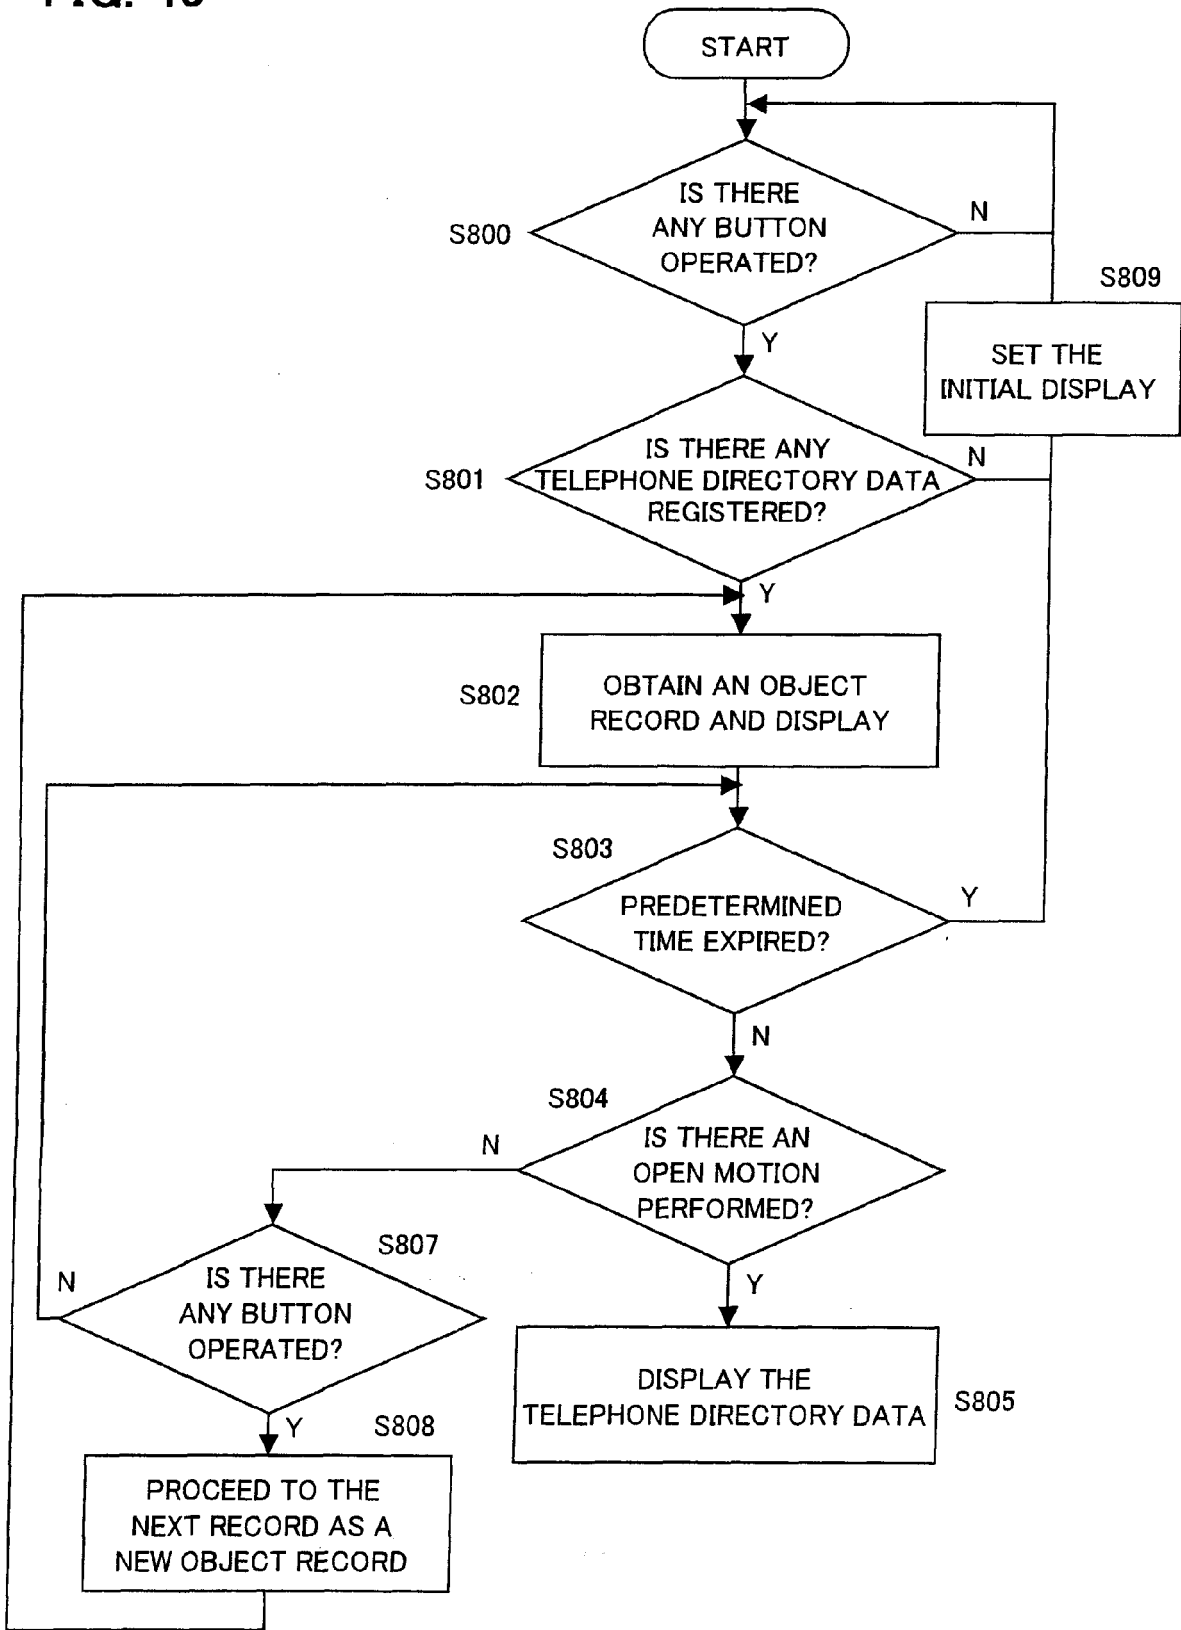 START
IS THERE
ANY BUTTON
OPERATED?
S800
N
S809
SET THE
INITIAL DISPLAY
Y
IS THERE ANY
TELEPHONE DIRECTORY DATA
REGISTERED?
S801
N
Y
S802
OBTAIN AN OBJECT
RECORD AND DISPLAY
S803
PREDETERMINED
TIME EXPIRED?
Y
N
S804
IS THERE AN
OPEN MOTION
PERFORMED?
N
S807
IS THERE
ANY BUTTON
OPERATED?
N
Y
DISPLAY THE
TELEPHONE DIRECTORY DATA
S805
Y
S808
PROCEED TO THE
NEXT RECORD AS A
NEW OBJECT RECORD